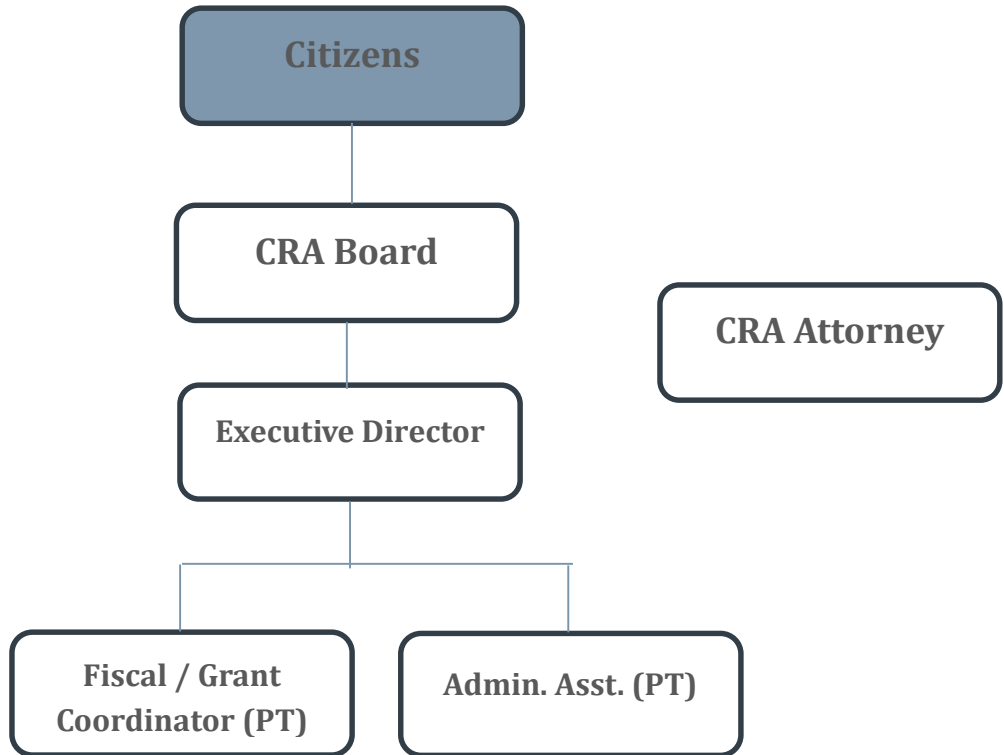 Citizens
CRA Board
CRA Attorney
Executive Director
Fiscal / Grant
Coordinator (PT)
Admin. Asst. (PT)